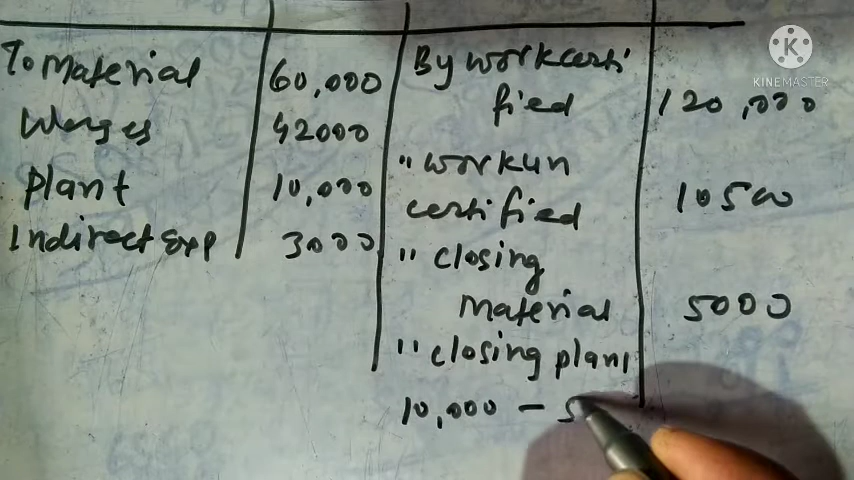 To Material 60,000
Wages 42000
Plant 10,000
Indirect Exp 3000
By work certi
fied 120,000
" work un
certified 10500
" closing
Material 5000
" closing plant
10,000 - 5
K
KINEMASTER